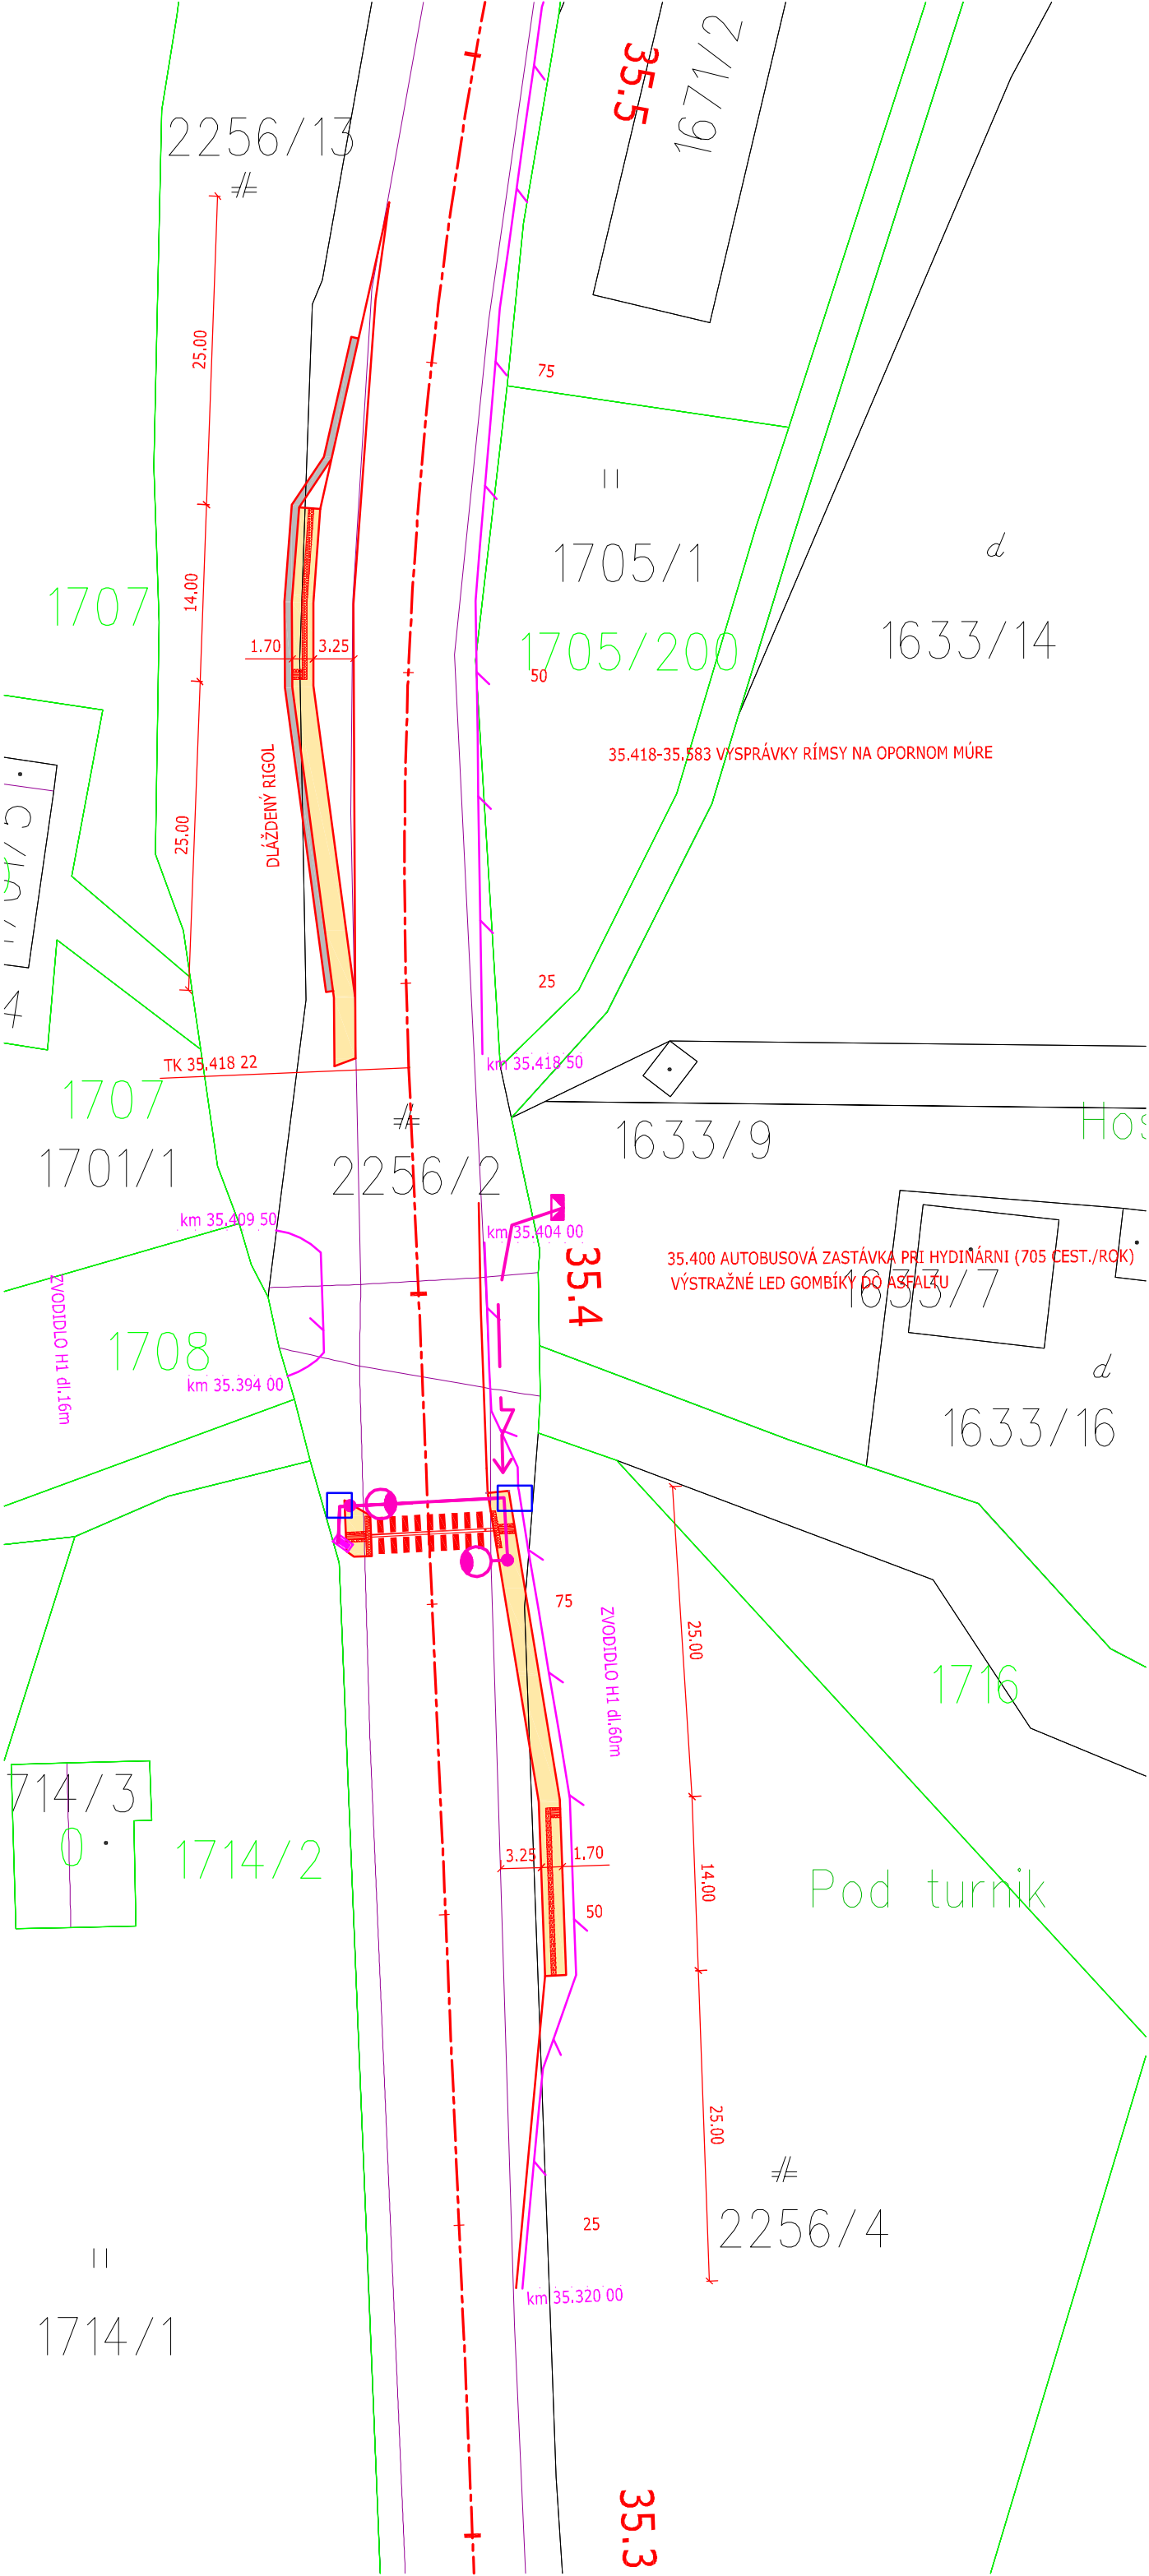 35.5
1671/2
2256/13
25.00
75
1705/1
d
1707
14.00
1.70
3.25
1705/200
1633/14
50
35.418-35.583 VÝSPRÁVKY RÍMSY NA OPORNOM MÚRE
DLÁŽDENÝ RIGOL
25.00
25
4
TK 35.418 22
km 35.418 50
1707
1701/1
2256/2
1633/9
km 35.409 50
km 35.404 00
35.4
35.400 AUTOBUSOVÁ ZASTÁVKA PRI HYDINÁRNI (705 CEST./ROK)
VÝSTRAŽNÉ LED GOMBÍKY DO ASFALTU
1633/7
ZVODIDLO H1 dl.16m
1708
km 35.394 00
d
1633/16
75
25.00
ZVODIDLO H1 dl.60m
1716
714/3
0
1714/2
3.25
1.70
14.00
Pod turnik
50
25.00
2256/4
25
km 35.320 00
1714/1
35.3